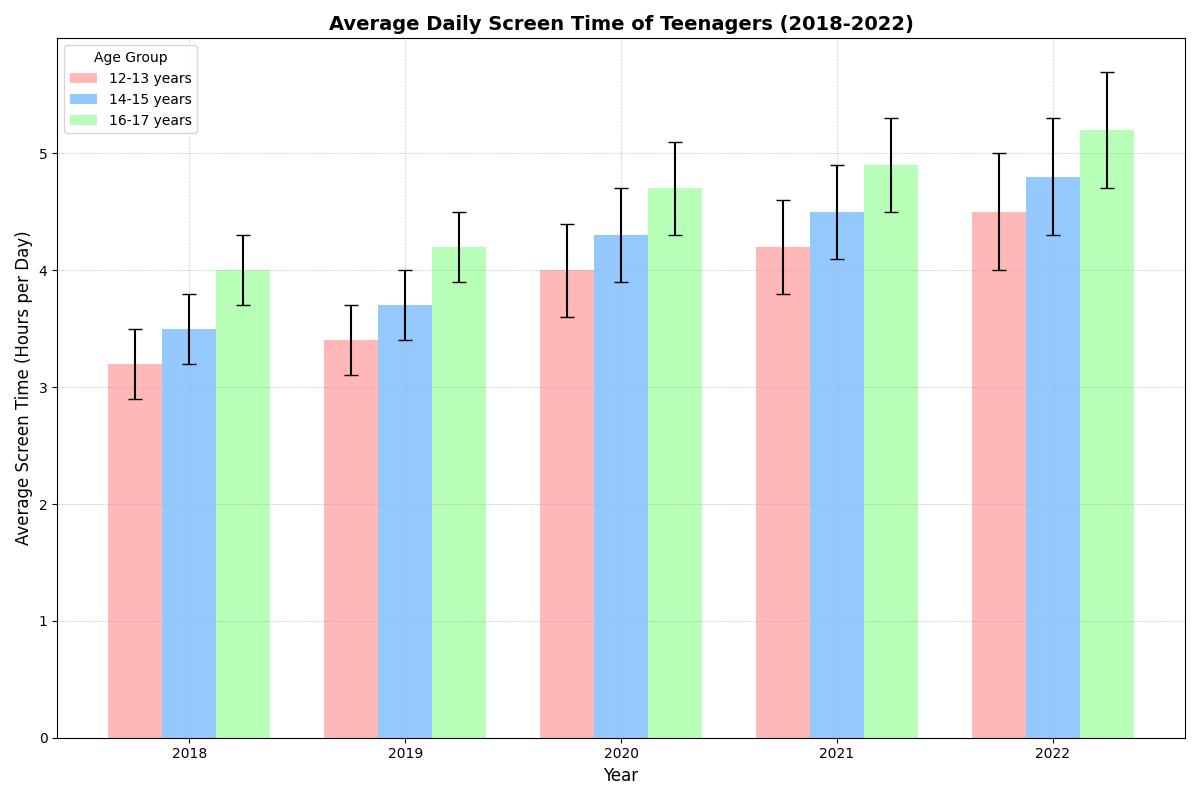 Average Daily Screen Time of Teenagers (2018-2022)
Age Group
12-13 years
14-15 years
16-17 years
Average Screen Time (Hours per Day)
5
4
3
2
1
0
2018
2019
2020
2021
2022
Year